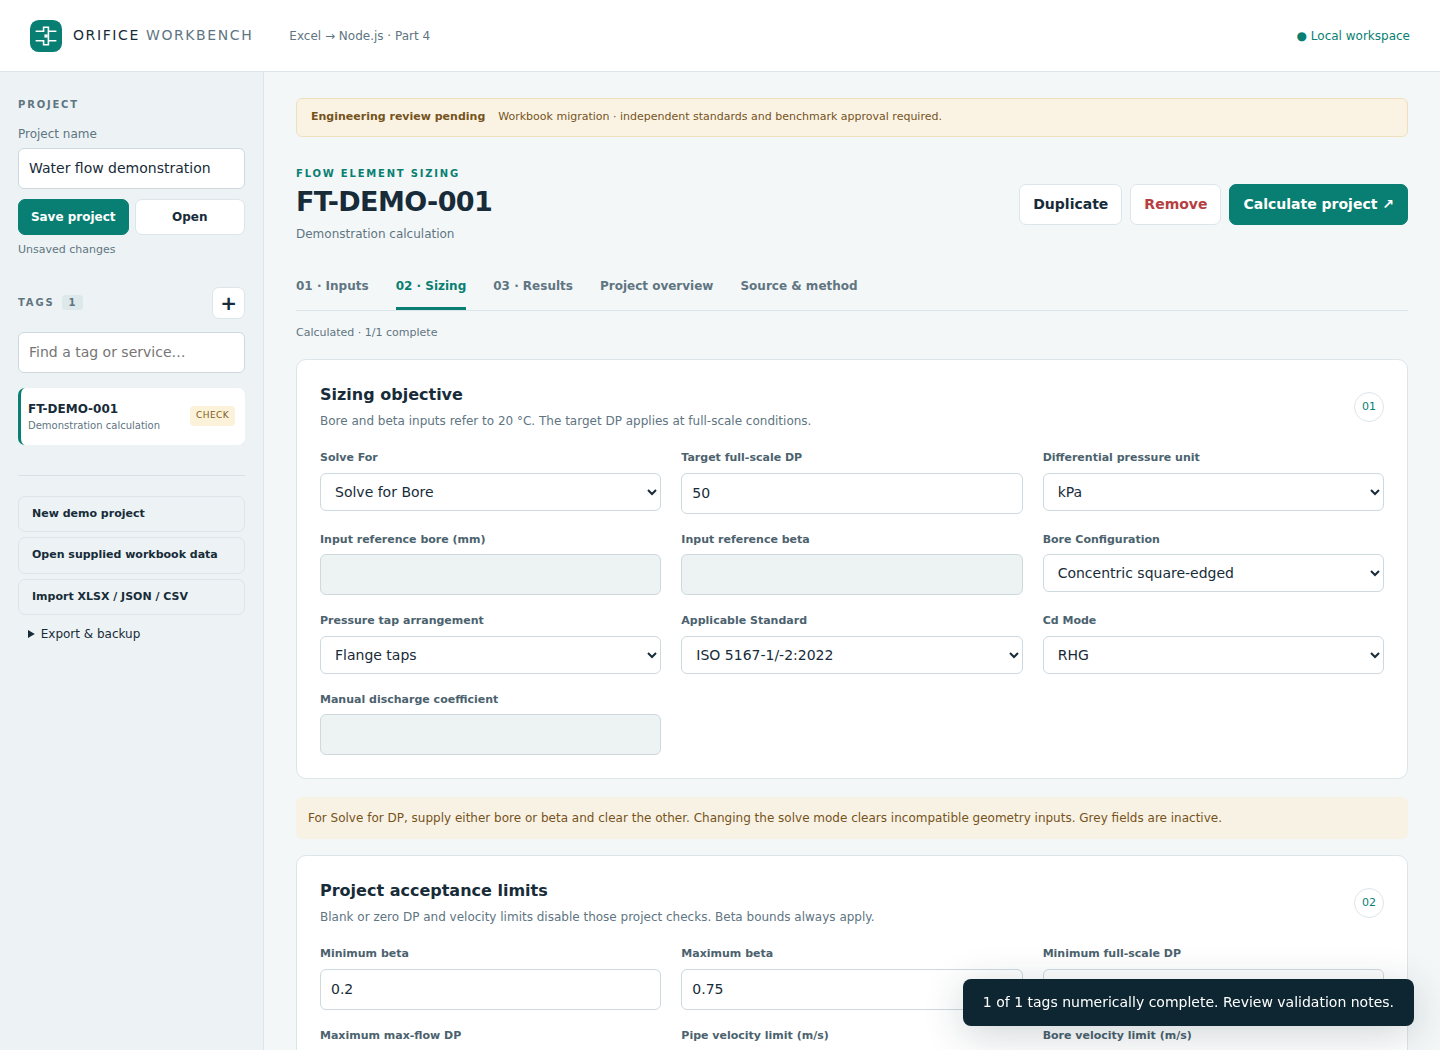 ORIFICE WORKBENCH
Excel → Node.js · Part 4
● Local workspace
PROJECT
Project name
Water flow demonstration
Save project
Open
Unsaved changes
TAGS 1
+
Find a tag or service...
FT-DEMO-001
Demonstration calculation
CHECK
New demo project
Open supplied workbook data
Import XLSX / JSON / CSV
▶ Export & backup
Engineering review pending Workbook migration · independent standards and benchmark approval required.
FLOW ELEMENT SIZING
FT-DEMO-001
Demonstration calculation
Duplicate
Remove
Calculate project ↗
01 · Inputs
02 · Sizing
03 · Results
Project overview
Source & method
Calculated · 1/1 complete
Sizing objective
Bore and beta inputs refer to 20 °C. The target DP applies at full-scale conditions.
01
Solve For
Target full-scale DP
Differential pressure unit
Solve for Bore
50
kPa
Input reference bore (mm)
Input reference beta
Bore Configuration
Concentric square-edged
Pressure tap arrangement
Applicable Standard
Cd Mode
Flange taps
ISO 5167-1/-2:2022
RHG
Manual discharge coefficient
For Solve for DP, supply either bore or beta and clear the other. Changing the solve mode clears incompatible geometry inputs. Grey fields are inactive.
Project acceptance limits
Blank or zero DP and velocity limits disable those project checks. Beta bounds always apply.
02
Minimum beta
Maximum beta
Minimum full-scale DP
0.2
0.75
1 of 1 tags numerically complete. Review validation notes.
Maximum max-flow DP
Pipe velocity limit (m/s)
Bore velocity limit (m/s)